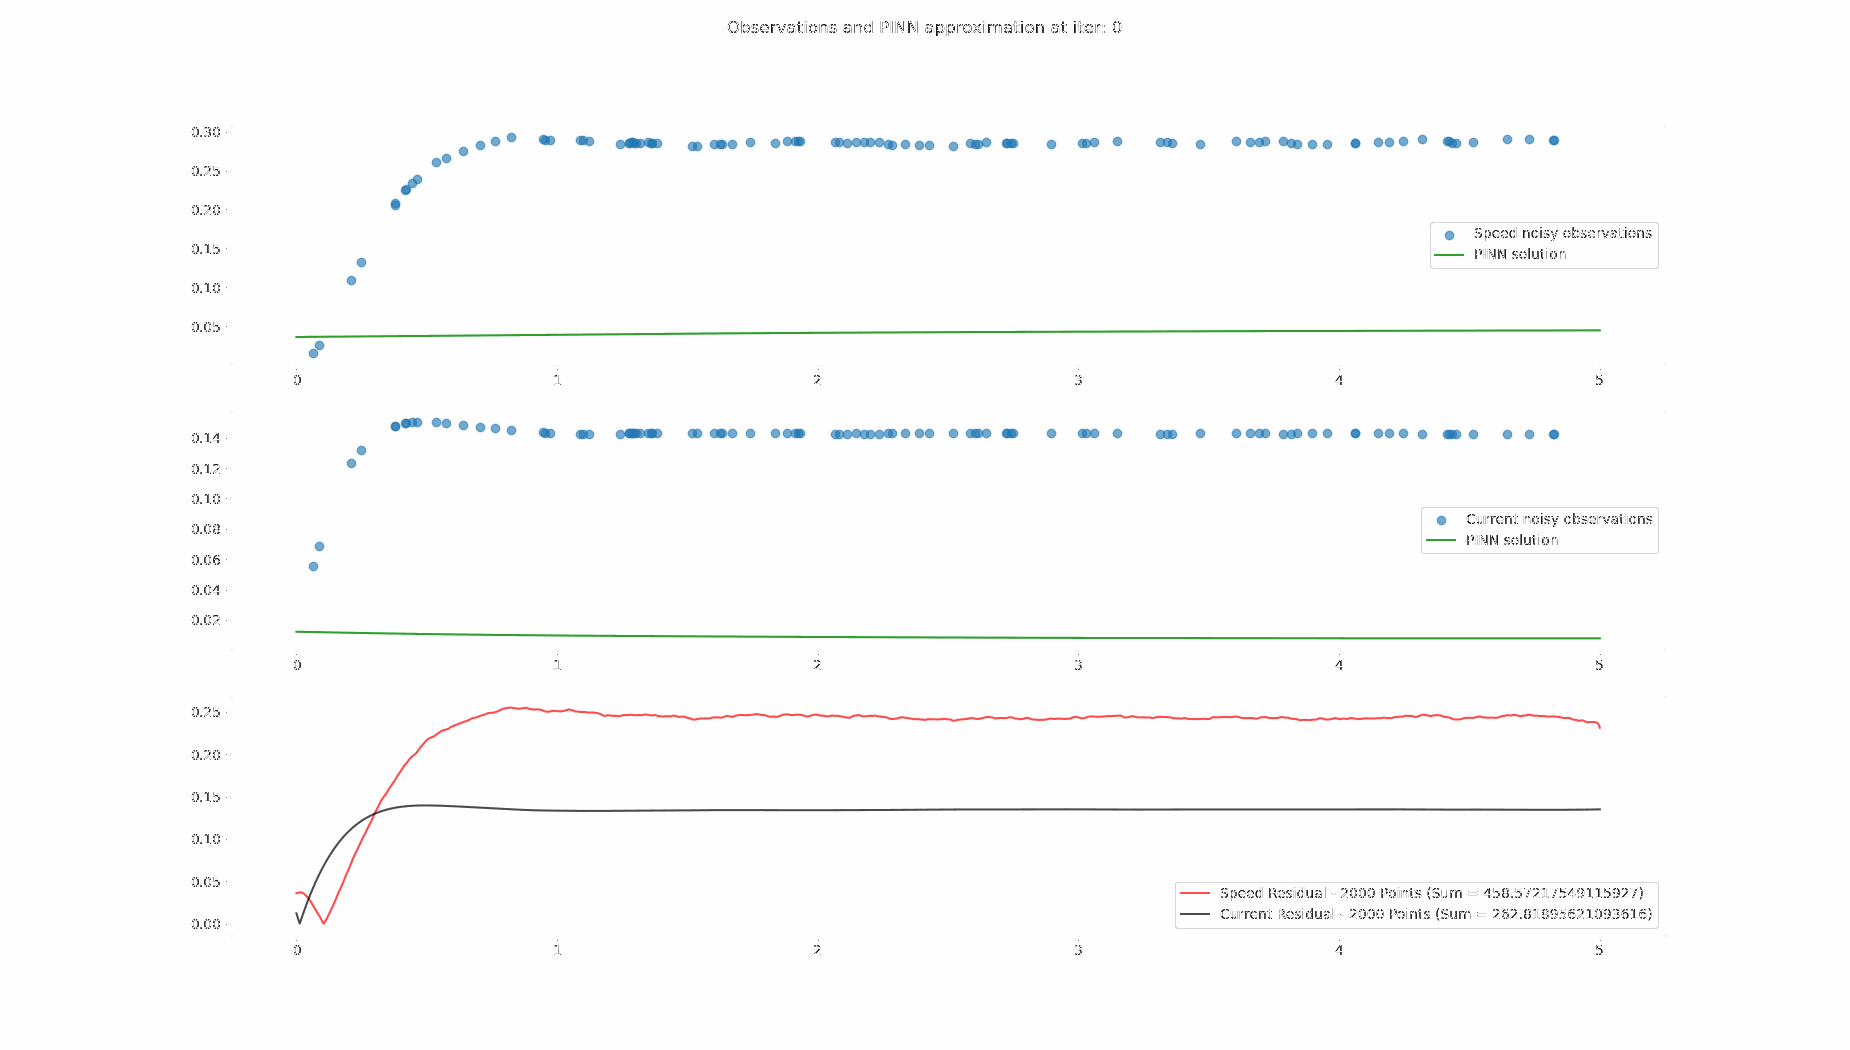 Observations and PINN approximation at iter: 0
0.30
0.25
0.20
0.15
0.10
0.05
Speed noisy observations
PINN solution
0 1 2 3 4 5
0.14
0.12
0.10
0.08
0.06
0.04
0.02
Current noisy observations
PINN solution
0 1 2 3 4 5
0.25
0.20
0.15
0.10
0.05
0.00
Speed Residual - 2000 Points (Sum = 458.57217549115927)
Current Residual - 2000 Points (Sum = 262.81895621093616)
0 1 2 3 4 5